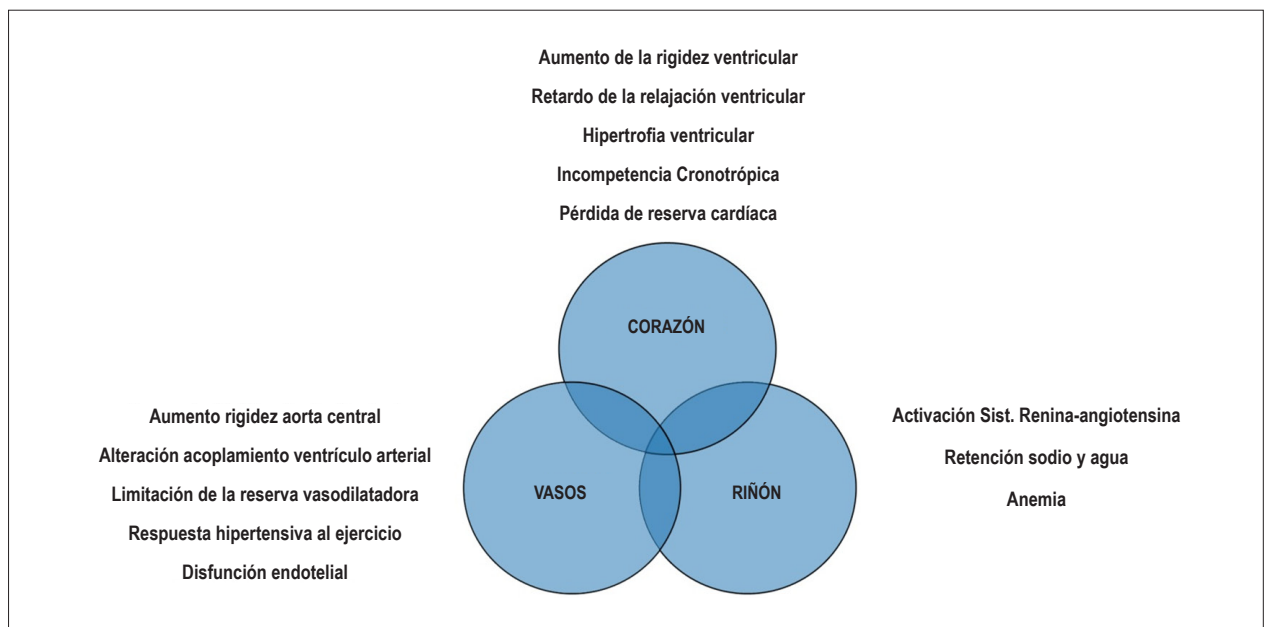 Aumento de la rigidez ventricular
Retardo de la relajación ventricular
Hipertrofia ventricular
Incompetencia Cronotrópica
Pérdida de reserva cardíaca
CORAZÓN
Aumento rigidez aorta central
Alteración acoplamiento ventrículo arterial
Limitación de la reserva vasodilatadora
Respuesta hipertensiva al ejercicio
Disfunción endotelial
VASOS
RIÑÓN
Activación Sist. Renina-angiotensina
Retención sodio y agua
Anemia